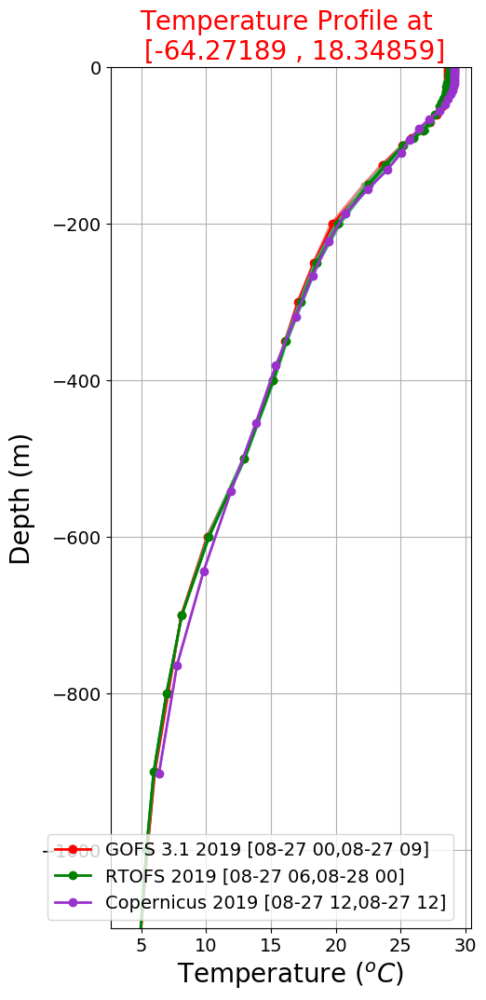 Temperature Profile at
[-64.27189 , 18.34859]
0
−200
−400
−600
−800
−1000
Depth (m)
GOFS 3.1 2019 [08-27 00,08-27 09]
RTOFS 2019 [08-27 06,08-28 00]
Copernicus 2019 [08-27 12,08-27 12]
5 10 15 20 25 30
Temperature (°C)